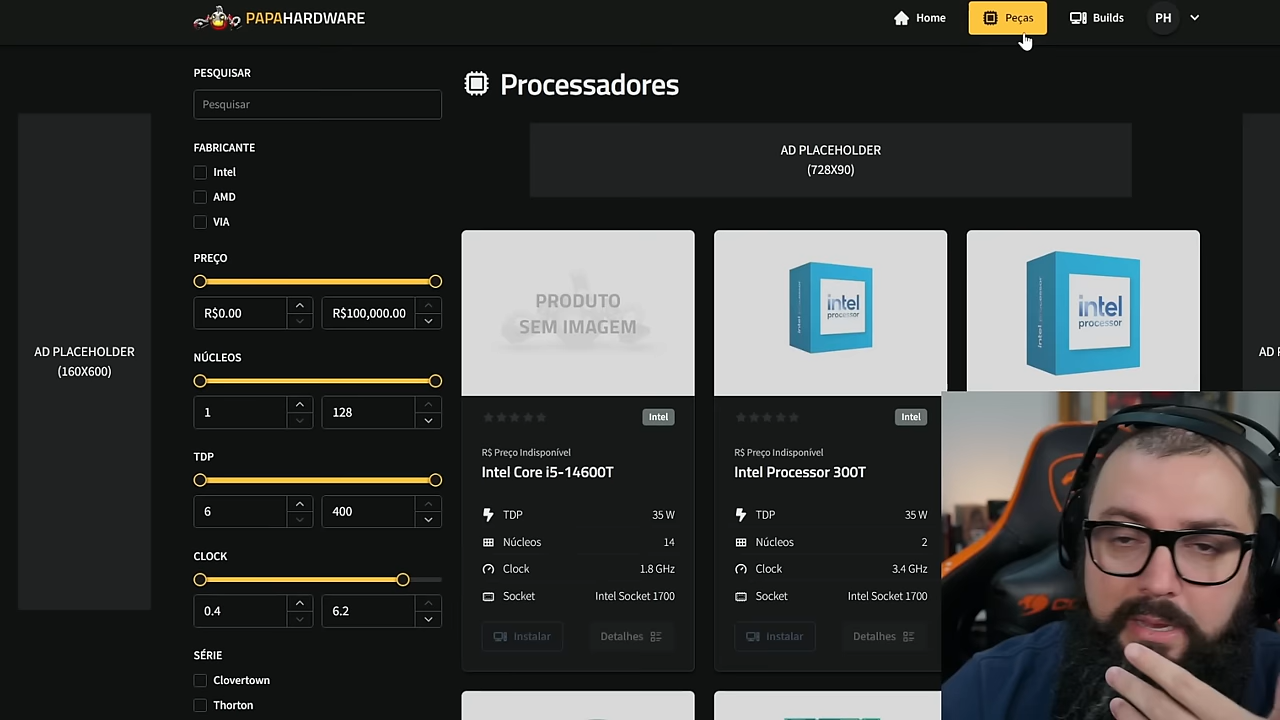 PAPAHARDWARE
Home
Peças
Builds
PH
PESQUISAR
Pesquisar
FABRICANTE
Intel
AMD
VIA
PREÇO
R$0.00
R$100,000.00
NÚCLEOS
1
128
TDP
6
400
CLOCK
0.4
6.2
SÉRIE
Clovertown
Thorton
AD PLACEHOLDER
(160X600)
Processadores
AD PLACEHOLDER
(728X90)
PRODUTO
SEM IMAGEM
Intel
R$ Preço Indisponível
Intel Core i5-14600T
TDP 35 W
Núcleos 14
Clock 1.8 GHz
Socket Intel Socket 1700
Instalar
Detalhes
intel
processor
Intel
R$ Preço Indisponível
Intel Processor 300T
TDP 35 W
Núcleos 2
Clock 3.4 GHz
Socket Intel Socket 1700
Instalar
Detalhes
intel
processor
AD